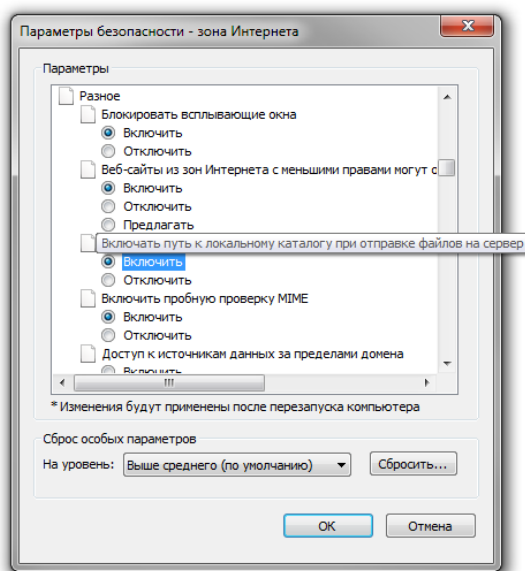 Параметры безопасности - зона Интернета
Параметры
Разное
Блокировать всплывающие окна
Включить
Отключить
Веб-сайты из зон Интернета с меньшими правами могут о
Включить
Отключить
Предлагать
Включать путь к локальному каталогу при отправке файлов на сервер
Включить
Отключить
Включить пробную проверку MIME
Включить
Отключить
Доступ к источникам данных за пределами домена
Включить
*Изменения будут применены после перезапуска компьютера
Сброс особых параметров
На уровень: Выше среднего (по умолчанию) Сбросить...
ОК Отмена